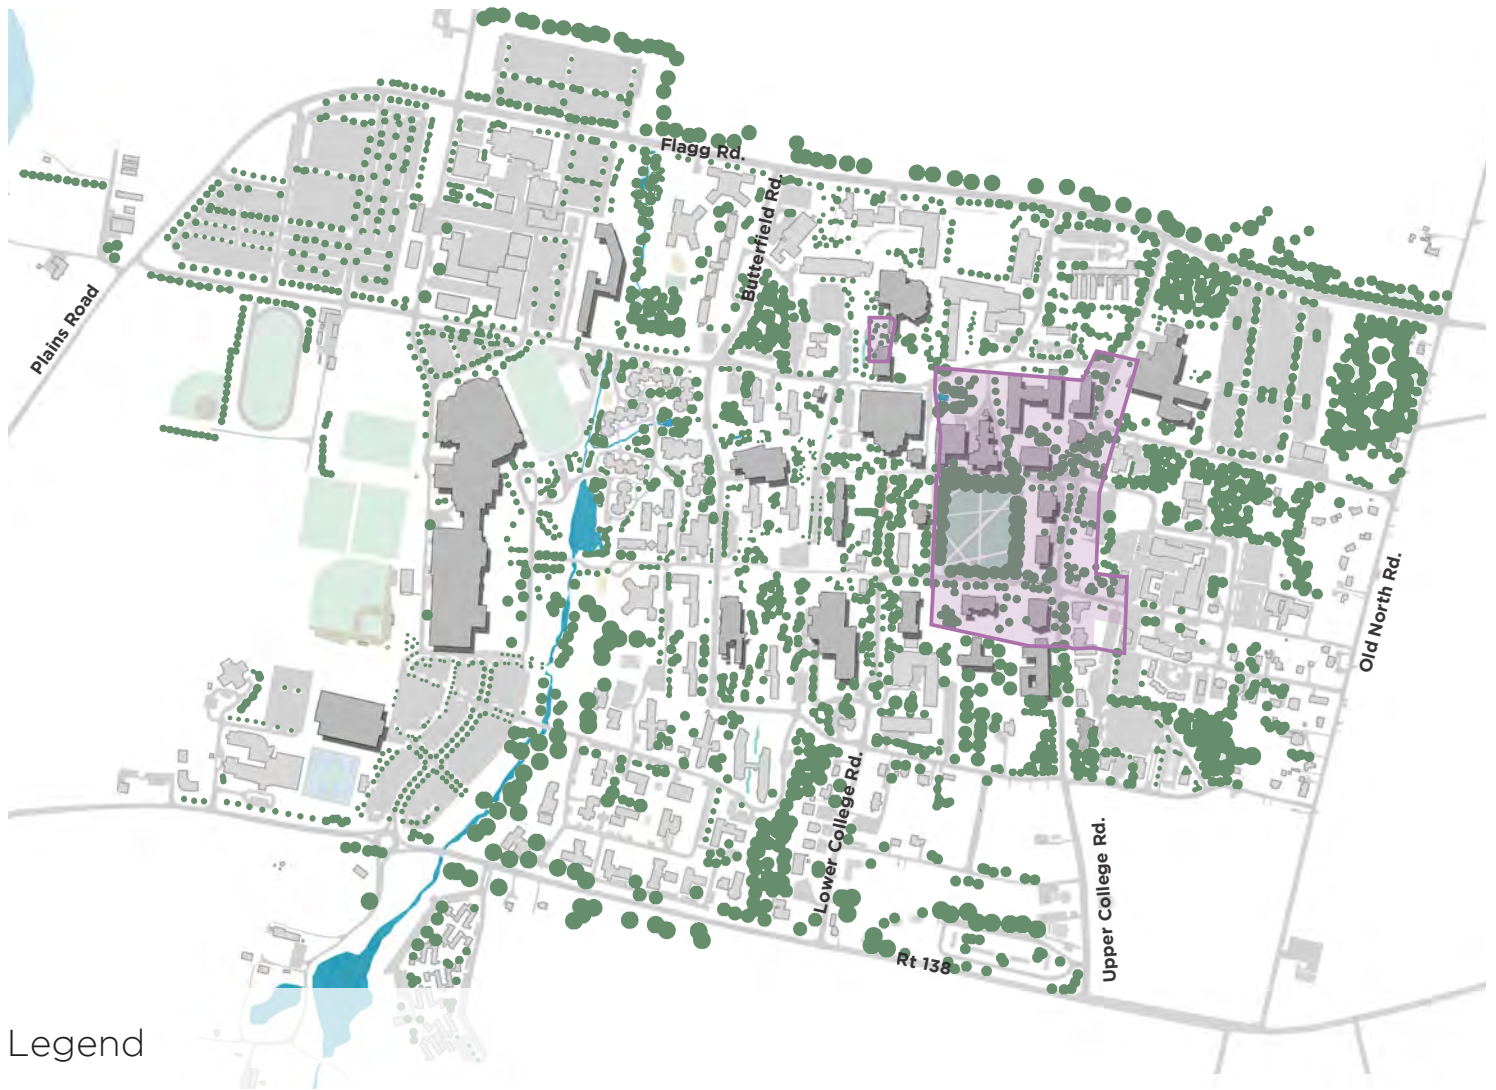 Flagg Rd.
Butterfield Rd.
Plains Road
Old North Rd.
Lower College Rd.
Upper College Rd.
Rt 138
Legend